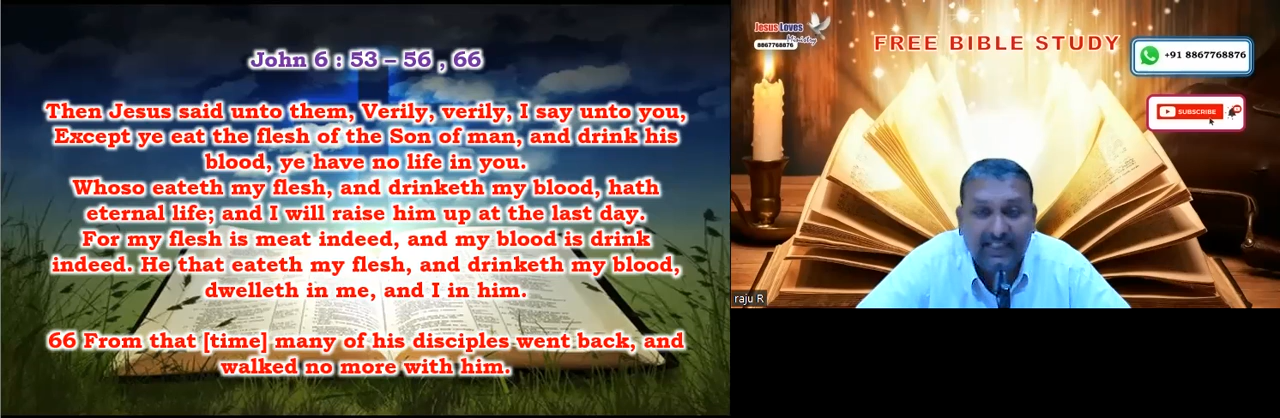 John 6 : 53 – 56 , 66
Then Jesus said unto them, Verily, verily, I say unto you,
Except ye eat the flesh of the Son of man, and drink his
blood, ye have no life in you.
Whoso eateth my flesh, and drinketh my blood, hath
eternal life; and I will raise him up at the last day.
For my flesh is meat indeed, and my blood is drink
indeed. He that eateth my flesh, and drinketh my blood,
dwelleth in me, and I in him.
66 From that [time] many of his disciples went back, and
walked no more with him.
Jesus Loves
Ministry
8867768876
FREE BIBLE STUDY
+91 8867768876
SUBSCRIBE
raju R